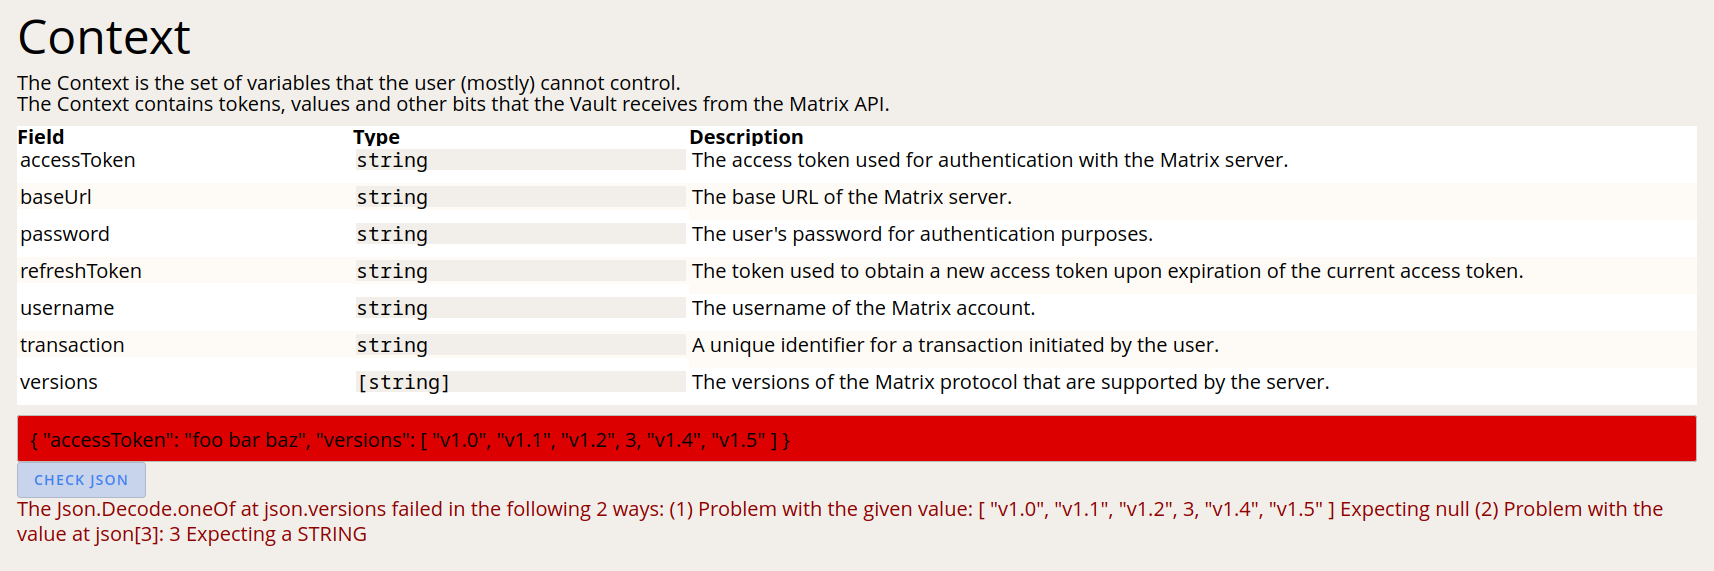 Context
The Context is the set of variables that the user (mostly) cannot control.
The Context contains tokens, values and other bits that the Vault receives from the Matrix API.
Field Type Description
accessToken string The access token used for authentication with the Matrix server.
baseUrl string The base URL of the Matrix server.
password string The user's password for authentication purposes.
refreshToken string The token used to obtain a new access token upon expiration of the current access token.
username string The username of the Matrix account.
transaction string A unique identifier for a transaction initiated by the user.
versions [string] The versions of the Matrix protocol that are supported by the server.
{ "accessToken": "foo bar baz", "versions": [ "v1.0", "v1.1", "v1.2", 3, "v1.4", "v1.5" ] }
CHECK JSON
The Json.Decode.oneOf at json.versions failed in the following 2 ways: (1) Problem with the given value: [ "v1.0", "v1.1", "v1.2", 3, "v1.4", "v1.5" ] Expecting null (2) Problem with the
value at json[3]: 3 Expecting a STRING